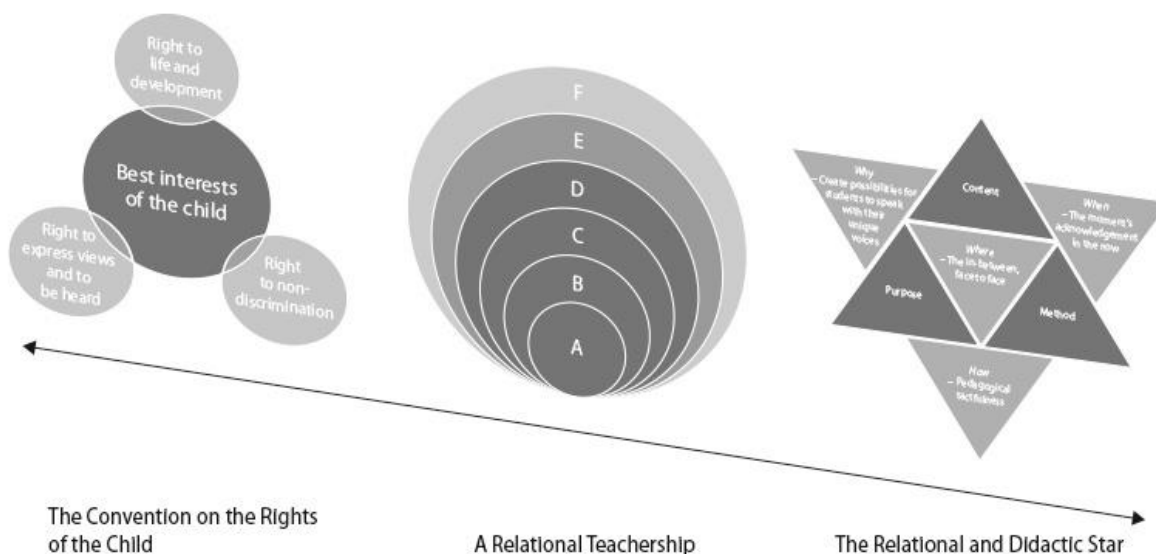 Right to
life and
development
Best interests
of the child
Right to
express views
and to
be heard
Right
to non-
discrimination
F
E
D
C
B
A
Why
– Create possibilities for
students to speak
with their
unique
voices
Content
When
– The moment's
acknowledgement
in the now
Where
– The in-between,
face to face
Purpose
Method
How
– Pedagogical
tactfulness
The Convention on the Rights
of the Child
A Relational Teachership
The Relational and Didactic Star